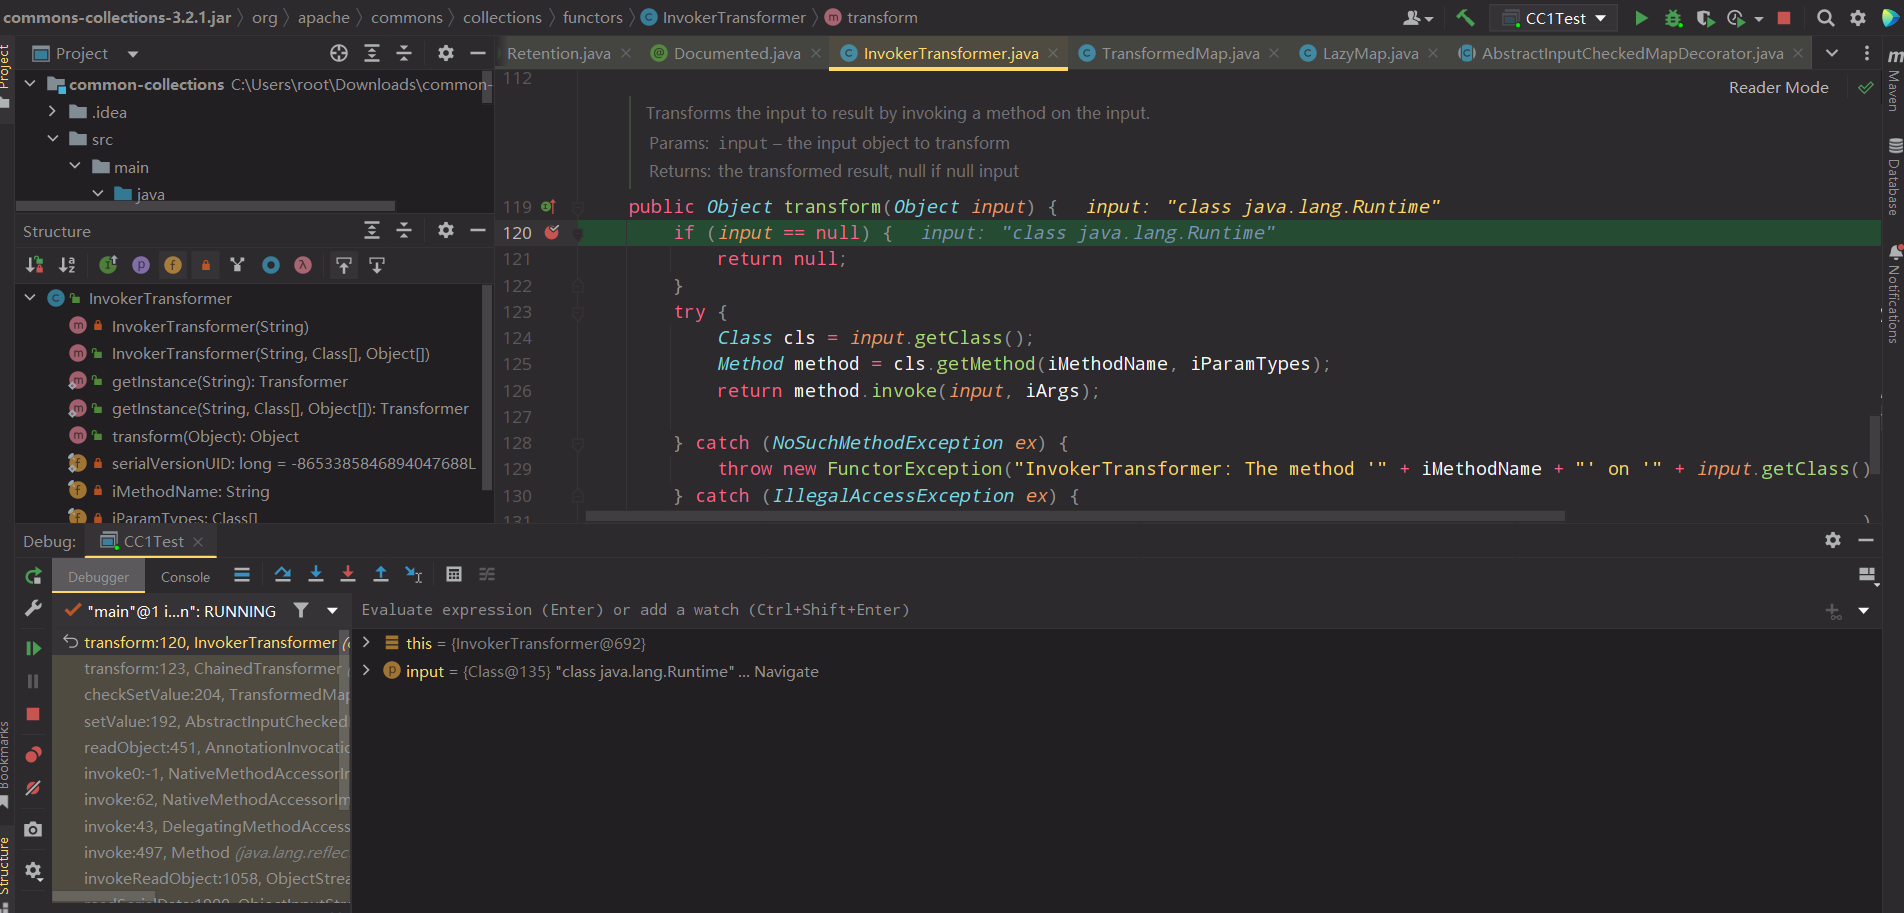 commons-collections-3.2.1.jar org apache commons collections functors InvokerTransformer transform
CC1Test
Project
Retention.java Documented.java InvokerTransformer.java TransformedMap.java LazyMap.java AbstractInputCheckedMapDecorator.java
Project
common-collections C:\Users\root\Downloads\common-
.idea
src
main
java
Structure
InvokerTransformer
InvokerTransformer(String)
InvokerTransformer(String, Class[], Object[])
getInstance(String): Transformer
getInstance(String, Class[], Object[]): Transformer
transform(Object): Object
serialVersionUID: long = -8653385846894047688L
iMethodName: String
iParamTypes: Class[]
112
Reader Mode
Transforms the input to result by invoking a method on the input.
Params: input – the input object to transform
Returns: the transformed result, null if null input
119 public Object transform(Object input) { input: "class java.lang.Runtime"
120 if (input == null) { input: "class java.lang.Runtime"
121 return null;
122 }
123 try {
124 Class cls = input.getClass();
125 Method method = cls.getMethod(iMethodName, iParamTypes);
126 return method.invoke(input, iArgs);
127
128 } catch (NoSuchMethodException ex) {
129 throw new FunctorException("InvokerTransformer: The method '" + iMethodName + "' on '" + input.getClass()
130 } catch (IllegalAccessException ex) {
131
m Maven
Database
Notifications
Debug: CC1Test
Debugger Console
"main"@1 i...n": RUNNING
Evaluate expression (Enter) or add a watch (Ctrl+Shift+Enter)
transform:120, InvokerTransformer
transform:123, ChainedTransformer
checkSetValue:204, TransformedMap
setValue:192, AbstractInputChecked
readObject:451, AnnotationInvocatio
invoke0:-1, NativeMethodAccessorIm
invoke:62, NativeMethodAccessorIm
invoke:43, DelegatingMethodAccess
invoke:497, Method (java.lang.reflec
invokeReadObject:1058, ObjectStrea
this = {InvokerTransformer@692}
input = {Class@135} "class java.lang.Runtime" ... Navigate
Bookmarks
Structure